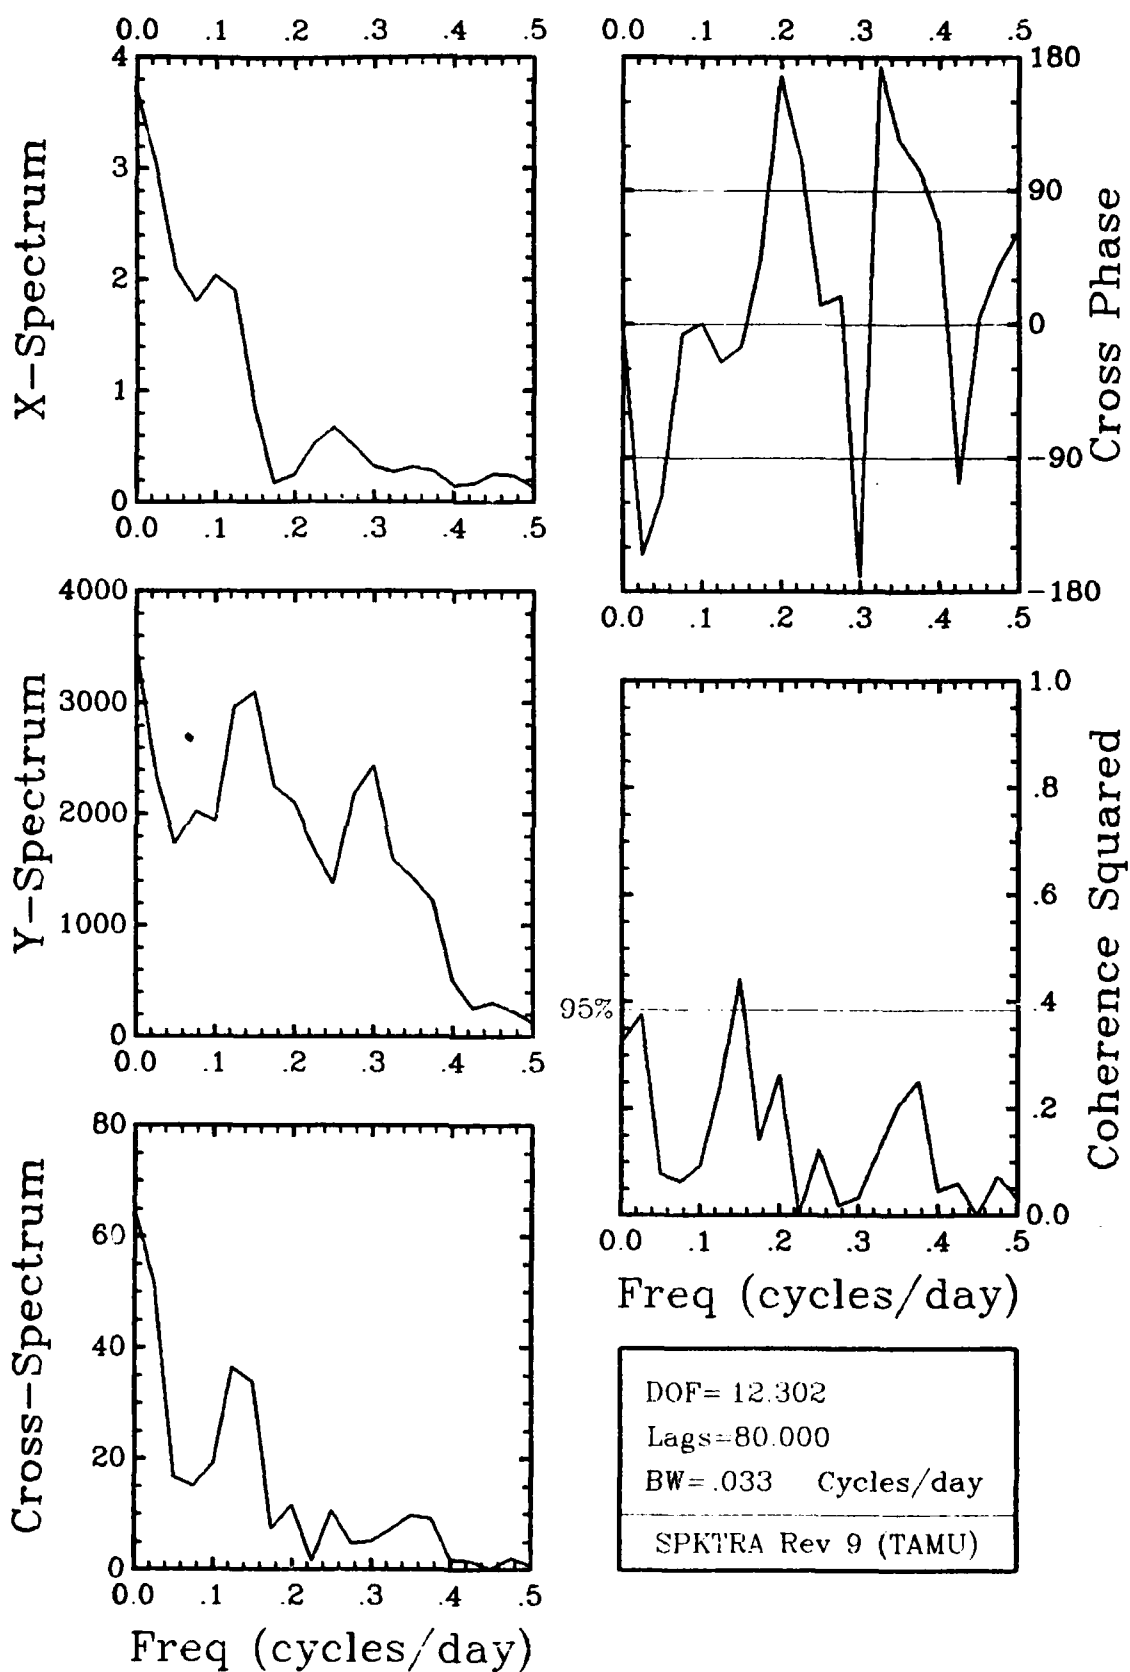 0.0 .1 .2 .3 .4 .5
4
3
2
1
0
X-Spectrum
0.0 .1 .2 .3 .4 .5
4000
3000
2000
1000
0
Y-Spectrum
0.0 .1 .2 .3 .4 .5
80
60
40
20
0
Cross-Spectrum
0.0 .1 .2 .3 .4 .5
Freq (cycles/day)
0.0 .1 .2 .3 .4 .5
180
90
0
-90
-180
Cross Phase
0.0 .1 .2 .3 .4 .5
1.0
.8
.6
.4
.2
0.0
95%
Coherence Squared
0.0 .1 .2 .3 .4 .5
Freq (cycles/day)
DOF= 12.302
Lags=80.000
BW= .033 Cycles/day
SPKTRA Rev 9 (TAMU)